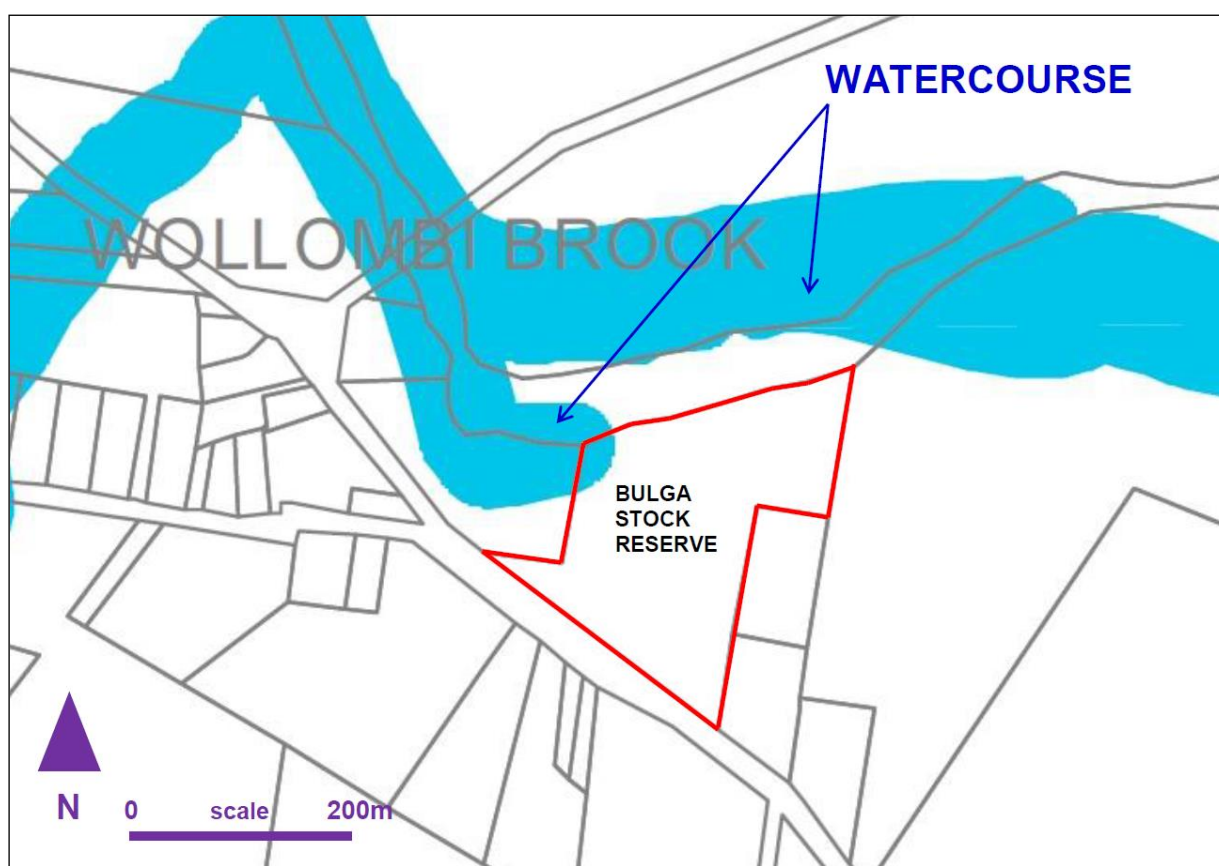 WATERCOURSE
WOLLOMBI BROOK
BULGA
STOCK
RESERVE
N
0 scale 200m